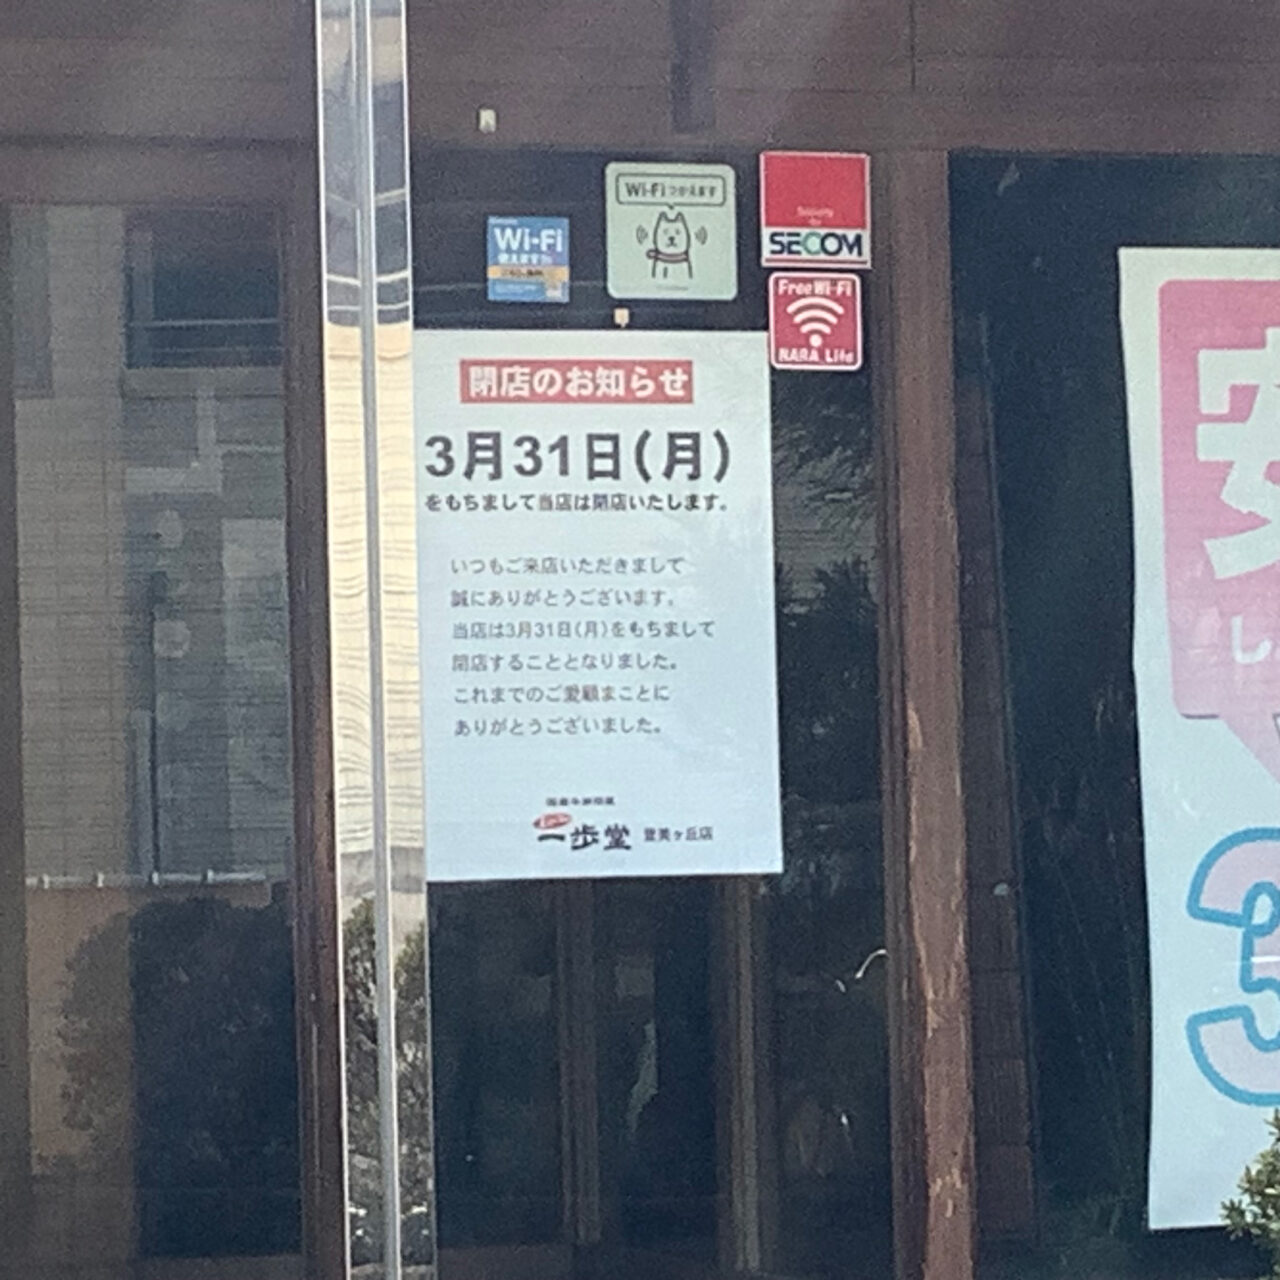 Wi-Fi
Wi-Fiつかえます
SECOM
Free Wi-Fi
NARA Life
閉店のお知らせ
3月31日(月)
をもちまして当店は閉店いたします。
いつもご来店いただきまして
誠にありがとうございます。
当店は3月31日(月)をもちまして
閉店することとなりました。
これまでのご愛顧まことに
ありがとうございました。
一歩堂 登美ヶ丘店
安
し
3